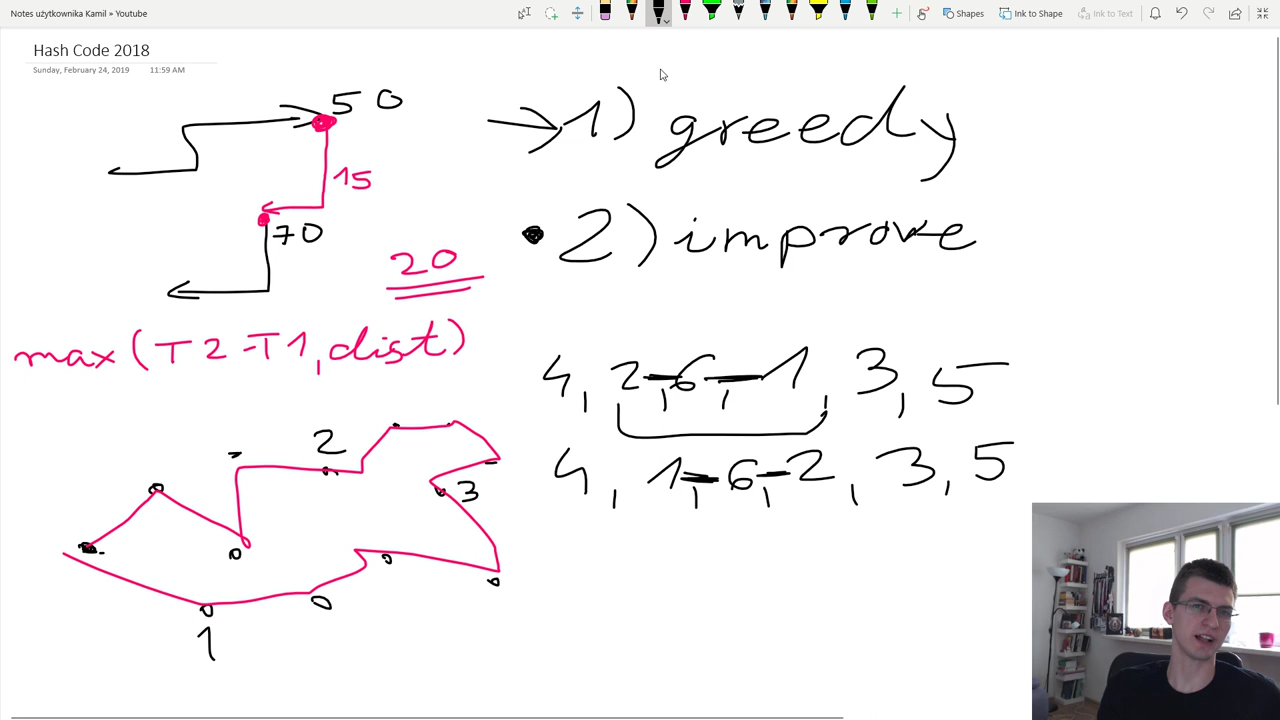 Notes użytkownika Kamil » Youtube
Shapes
Ink to Shape
Ink to Text
Hash Code 2018
Sunday, February 24, 2019 11:59 AM
50
15
70
20
max(T2-T1, dist)
1) greedy
2) improve
4, 2-6-1, 3, 5
4, 1-6-2, 3, 5
2
3
1